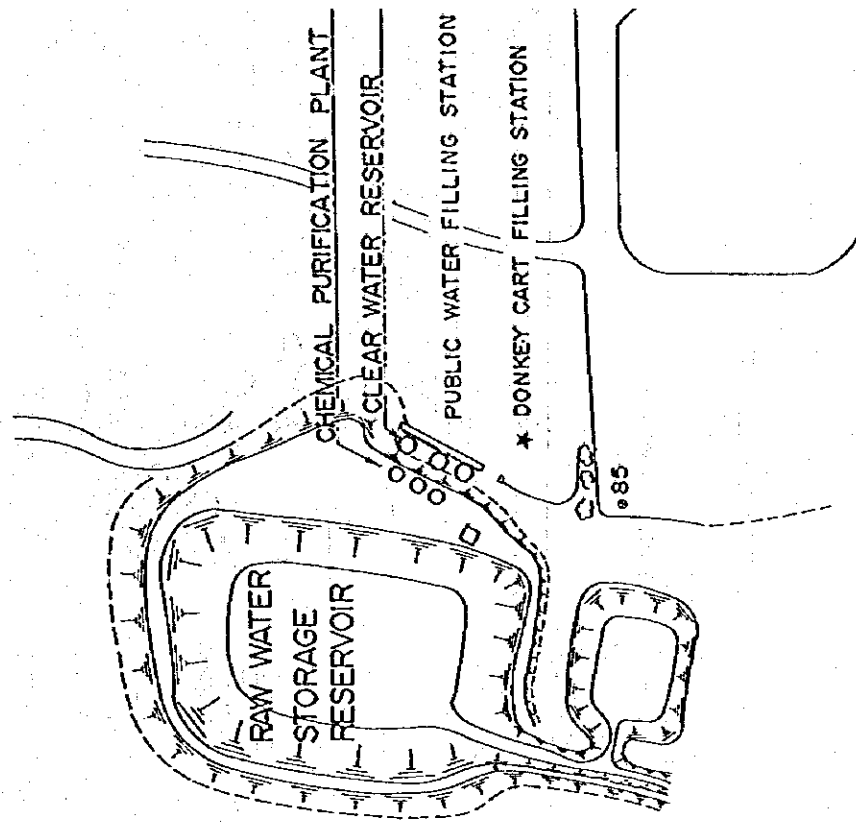 CHEMICAL PURIFICATION PLANT
CLEAR WATER RESERVOIR
PUBLIC WATER FILLING STATION
★ DONKEY CART FILLING STATION
85
RAW WATER
STORAGE
RESERVOIR